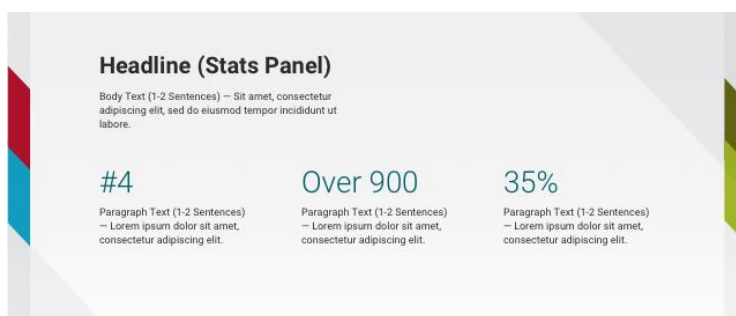 Headline (Stats Panel)
Body Text (1-2 Sentences) — Sit amet, consectetur
adipiscing elit, sed do eiusmod tempor incididunt ut
labore.
#4
Paragraph Text (1-2 Sentences)
— Lorem ipsum dolor sit amet,
consectetur adipiscing elit.
Over 900
Paragraph Text (1-2 Sentences)
— Lorem ipsum dolor sit amet,
consectetur adipiscing elit.
35%
Paragraph Text (1-2 Sentences)
— Lorem ipsum dolor sit amet,
consectetur adipiscing elit.